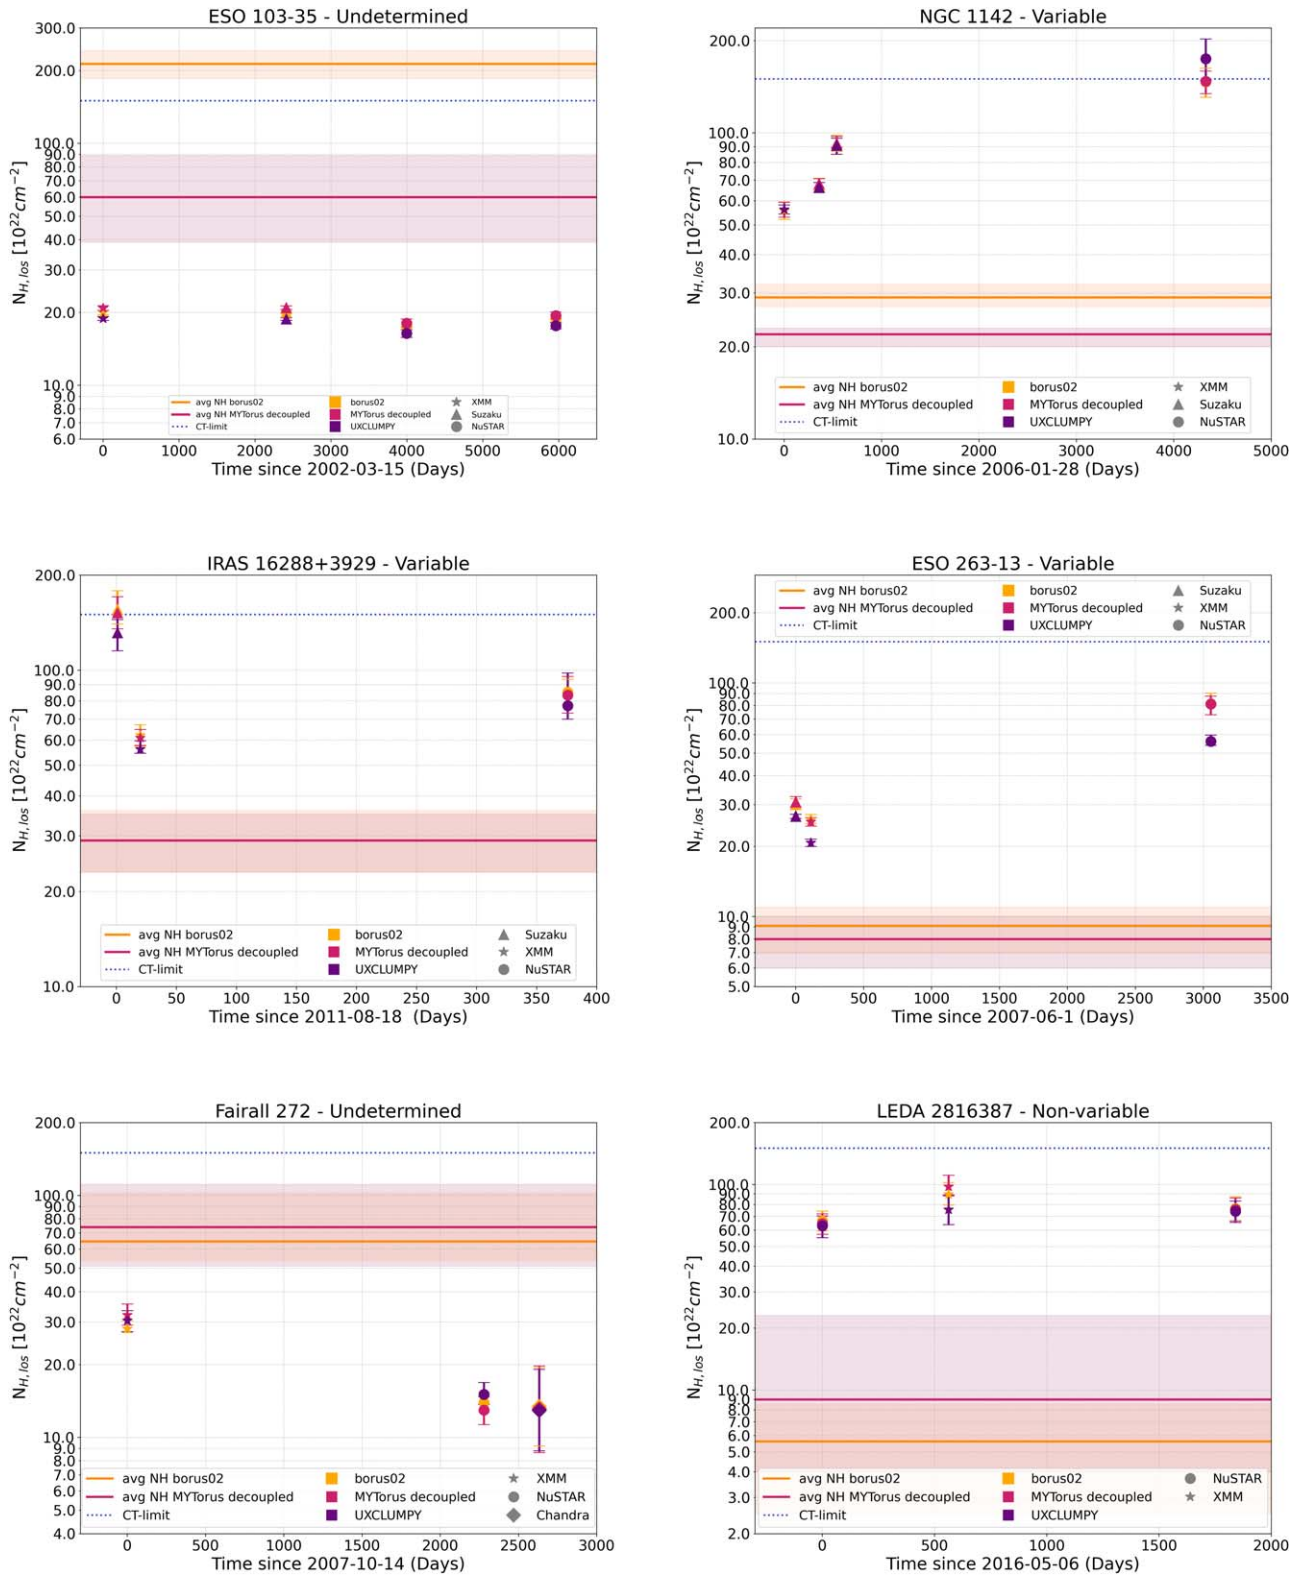 ESO 103-35 - Undetermined
300.0
200.0
100.0
90.0
80.0
70.0
60.0
50.0
40.0
30.0
20.0
10.0
9.0
8.0
7.0
6.0
N_{H,los} [10^{22}cm^{-2}]
avg NH borus02
avg NH MYTorus decoupled
CT-limit
borus02
MYTorus decoupled
UXCLUMPY
XMM
Suzaku
NuSTAR
0 1000 2000 3000 4000 5000 6000
Time since 2002-03-15 (Days)
NGC 1142 - Variable
200.0
100.0
90.0
80.0
70.0
60.0
50.0
40.0
30.0
20.0
10.0
N_{H,los} [10^{22}cm^{-2}]
avg NH borus02
avg NH MYTorus decoupled
CT-limit
borus02
MYTorus decoupled
UXCLUMPY
XMM
Suzaku
NuSTAR
0 1000 2000 3000 4000 5000
Time since 2006-01-28 (Days)
IRAS 16288+3929 - Variable
200.0
100.0
90.0
80.0
70.0
60.0
50.0
40.0
30.0
20.0
10.0
N_{H,los} [10^{22}cm^{-2}]
avg NH borus02
avg NH MYTorus decoupled
CT-limit
borus02
MYTorus decoupled
UXCLUMPY
Suzaku
XMM
NuSTAR
0 50 100 150 200 250 300 350 400
Time since 2011-08-18 (Days)
ESO 263-13 - Variable
avg NH borus02
avg NH MYTorus decoupled
CT-limit
borus02
MYTorus decoupled
UXCLUMPY
Suzaku
XMM
NuSTAR
200.0
100.0
90.0
80.0
70.0
60.0
50.0
40.0
30.0
20.0
10.0
9.0
8.0
7.0
6.0
5.0
N_{H,los} [10^{22}cm^{-2}]
0 500 1000 1500 2000 2500 3000 3500
Time since 2007-06-1 (Days)
Fairall 272 - Undetermined
200.0
100.0
90.0
80.0
70.0
60.0
50.0
40.0
30.0
20.0
10.0
9.0
8.0
7.0
6.0
5.0
4.0
N_{H,los} [10^{22}cm^{-2}]
avg NH borus02
avg NH MYTorus decoupled
CT-limit
borus02
MYTorus decoupled
UXCLUMPY
XMM
NuSTAR
Chandra
0 500 1000 1500 2000 2500 3000
Time since 2007-10-14 (Days)
LEDA 2816387 - Non-variable
200.0
100.0
90.0
80.0
70.0
60.0
50.0
40.0
30.0
20.0
10.0
9.0
8.0
7.0
6.0
5.0
4.0
3.0
2.0
N_{H,los} [10^{22}cm^{-2}]
avg NH borus02
avg NH MYTorus decoupled
CT-limit
borus02
MYTorus decoupled
UXCLUMPY
NuSTAR
XMM
0 500 1000 1500 2000
Time since 2016-05-06 (Days)